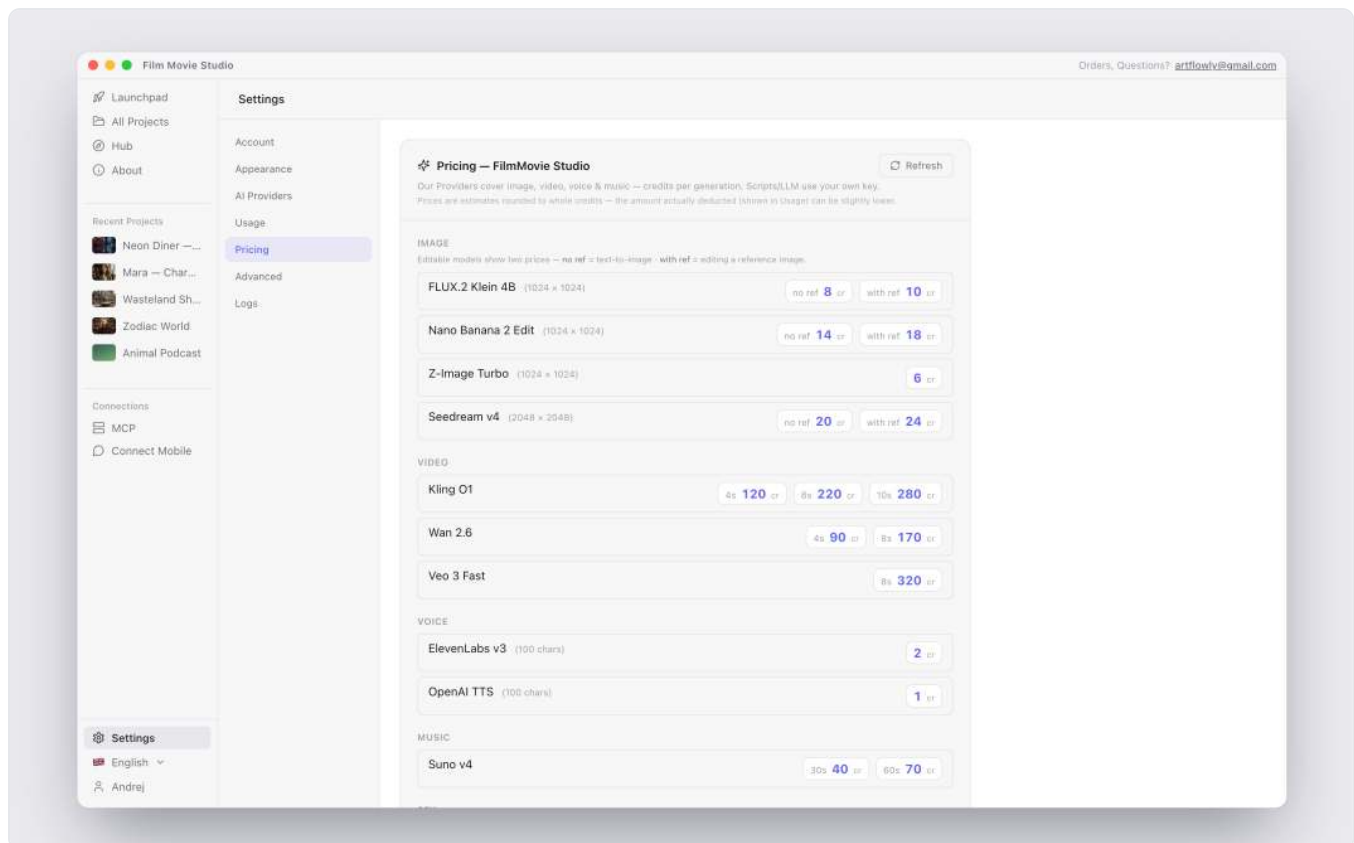 Film Movie Studio
Orders, Questions? artflowlv@gmail.com
Launchpad
All Projects
Hub
About
Recent Projects
Neon Diner —...
Mara — Char...
Wasteland Sh...
Zodiac World
Animal Podcast
Connections
MCP
Connect Mobile
Settings
English
Andrej
Settings
Account
Appearance
AI Providers
Usage
Pricing
Advanced
Logs
Pricing — FilmMovie Studio
Refresh
Our Providers cover image, video, voice & music — credits per generation. Scripts/LLM use your own key.
Prices are estimates rounded to whole credits — the amount actually deducted (shown in Usage) can be slightly lower.
IMAGE
Editable models show two prices — no ref = text-to-image · with ref = editing a reference image.
FLUX.2 Klein 4B (1024 × 1024) no ref 8 cr with ref 10 cr
Nano Banana 2 Edit (1024 × 1024) no ref 14 cr with ref 18 cr
Z-Image Turbo (1024 × 1024) 6 cr
Seedream v4 (2048 × 2048) no ref 20 cr with ref 24 cr
VIDEO
Kling O1 4s 120 cr 8s 220 cr 10s 280 cr
Wan 2.6 4s 90 cr 8s 170 cr
Veo 3 Fast 8s 320 cr
VOICE
ElevenLabs v3 (100 chars) 2 cr
OpenAI TTS (100 chars) 1 cr
MUSIC
Suno v4 30s 40 cr 60s 70 cr